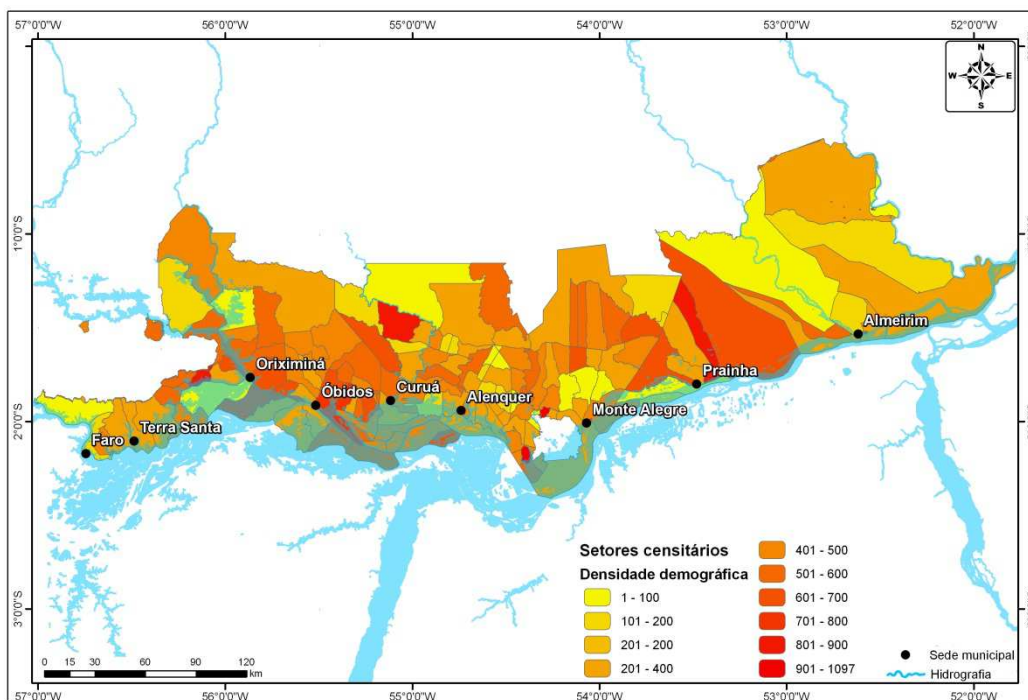 57°0'0"W 56°0'0"W 55°0'0"W 54°0'0"W 53°0'0"W 52°0'0"W
N
W E
S
1°0'0"S
Almeirim
Oriximiná
Prainha
Óbidos
Curuá
Alenquer
2°0'0"S
Monte Alegre
Terra Santa
Faro
Setores censitários
Densidade demográfica
1 - 100
101 - 200
201 - 200
201 - 400
401 - 500
501 - 600
601 - 700
701 - 800
801 - 900
901 - 1097
3°0'0"S
Sede municipal
Hidrografia
0 15 30 60 90 120
km
57°0'0"W 56°0'0"W 55°0'0"W 54°0'0"W 53°0'0"W 52°0'0"W